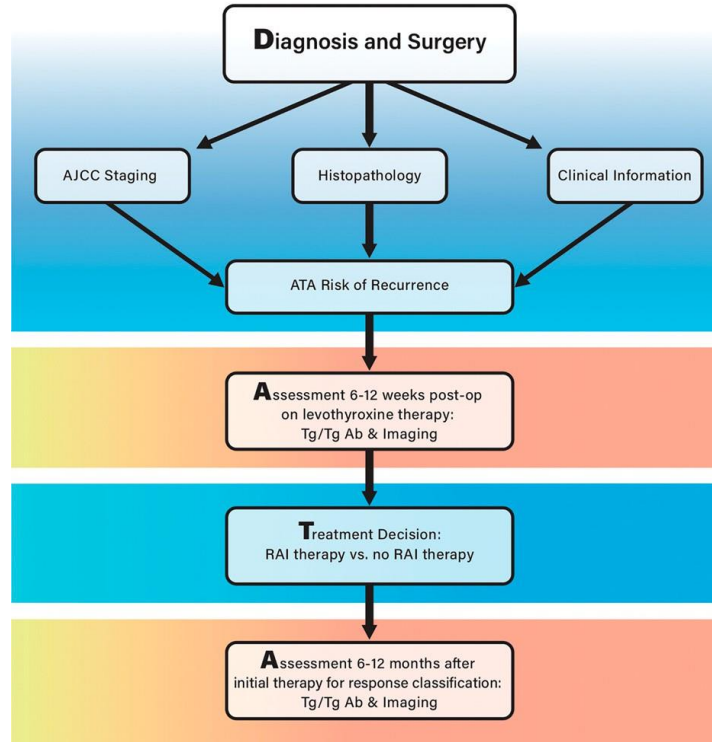 Diagnosis and Surgery
AJCC Staging
Histopathology
Clinical Information
ATA Risk of Recurrence
Assessment 6-12 weeks post-op
on levothyroxine therapy:
Tg/Tg Ab & Imaging
Treatment Decision:
RAI therapy vs. no RAI therapy
Assessment 6-12 months after
initial therapy for response classification:
Tg/Tg Ab & Imaging